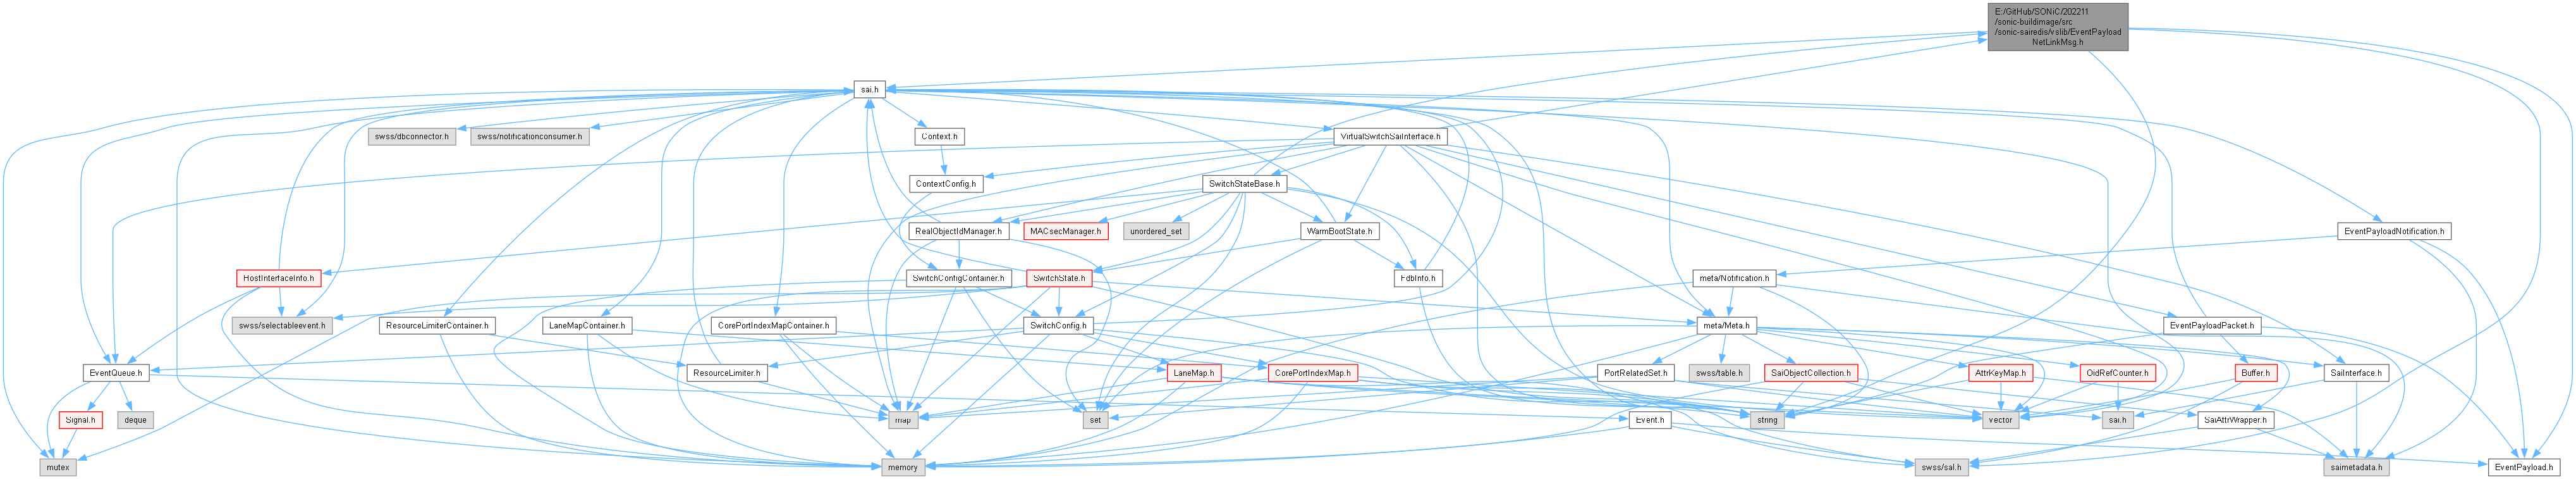 E:/GitHub/SONiC/202211
/sonic-buildimage/src
/sonic-sairedis/vslib/EventPayload
NetLinkMsg.h
sai.h
swss/dbconnector.h
swss/notificationconsumer.h
Context.h
VirtualSwitchSaiInterface.h
ContextConfig.h
SwitchStateBase.h
RealObjectIdManager.h
MACsecManager.h
unordered_set
WarmBootState.h
EventPayloadNotification.h
HostInterfaceInfo.h
SwitchConfigContainer.h
SwitchState.h
FdbInfo.h
meta/Notification.h
swss/selectableevent.h
ResourceLimiterContainer.h
LaneMapContainer.h
CorePortIndexMapContainer.h
SwitchConfig.h
meta/Meta.h
EventPayloadPacket.h
EventQueue.h
ResourceLimiter.h
LaneMap.h
CorePortIndexMap.h
PortRelatedSet.h
swss/table.h
SaiObjectCollection.h
AttrKeyMap.h
OidRefCounter.h
SaiInterface.h
Buffer.h
Signal.h
deque
map
set
Event.h
string
vector
sai.h
SaiAttrWrapper.h
mutex
memory
swss/sal.h
saimetadata.h
EventPayload.h